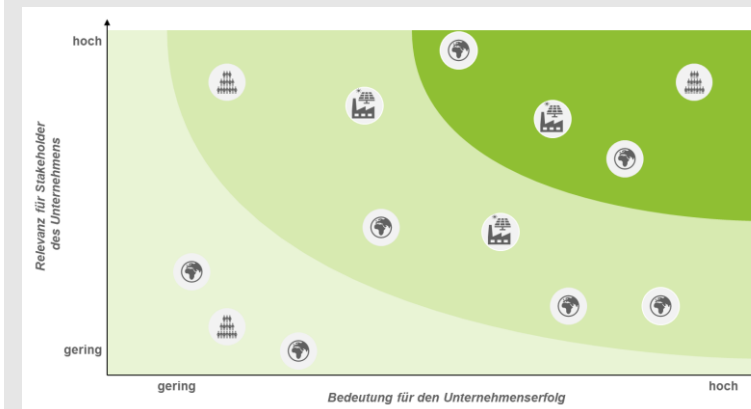 hoch
Relevanz für Stakeholder
des Unternehmens
gering
gering
hoch
Bedeutung für den Unternehmenserfolg